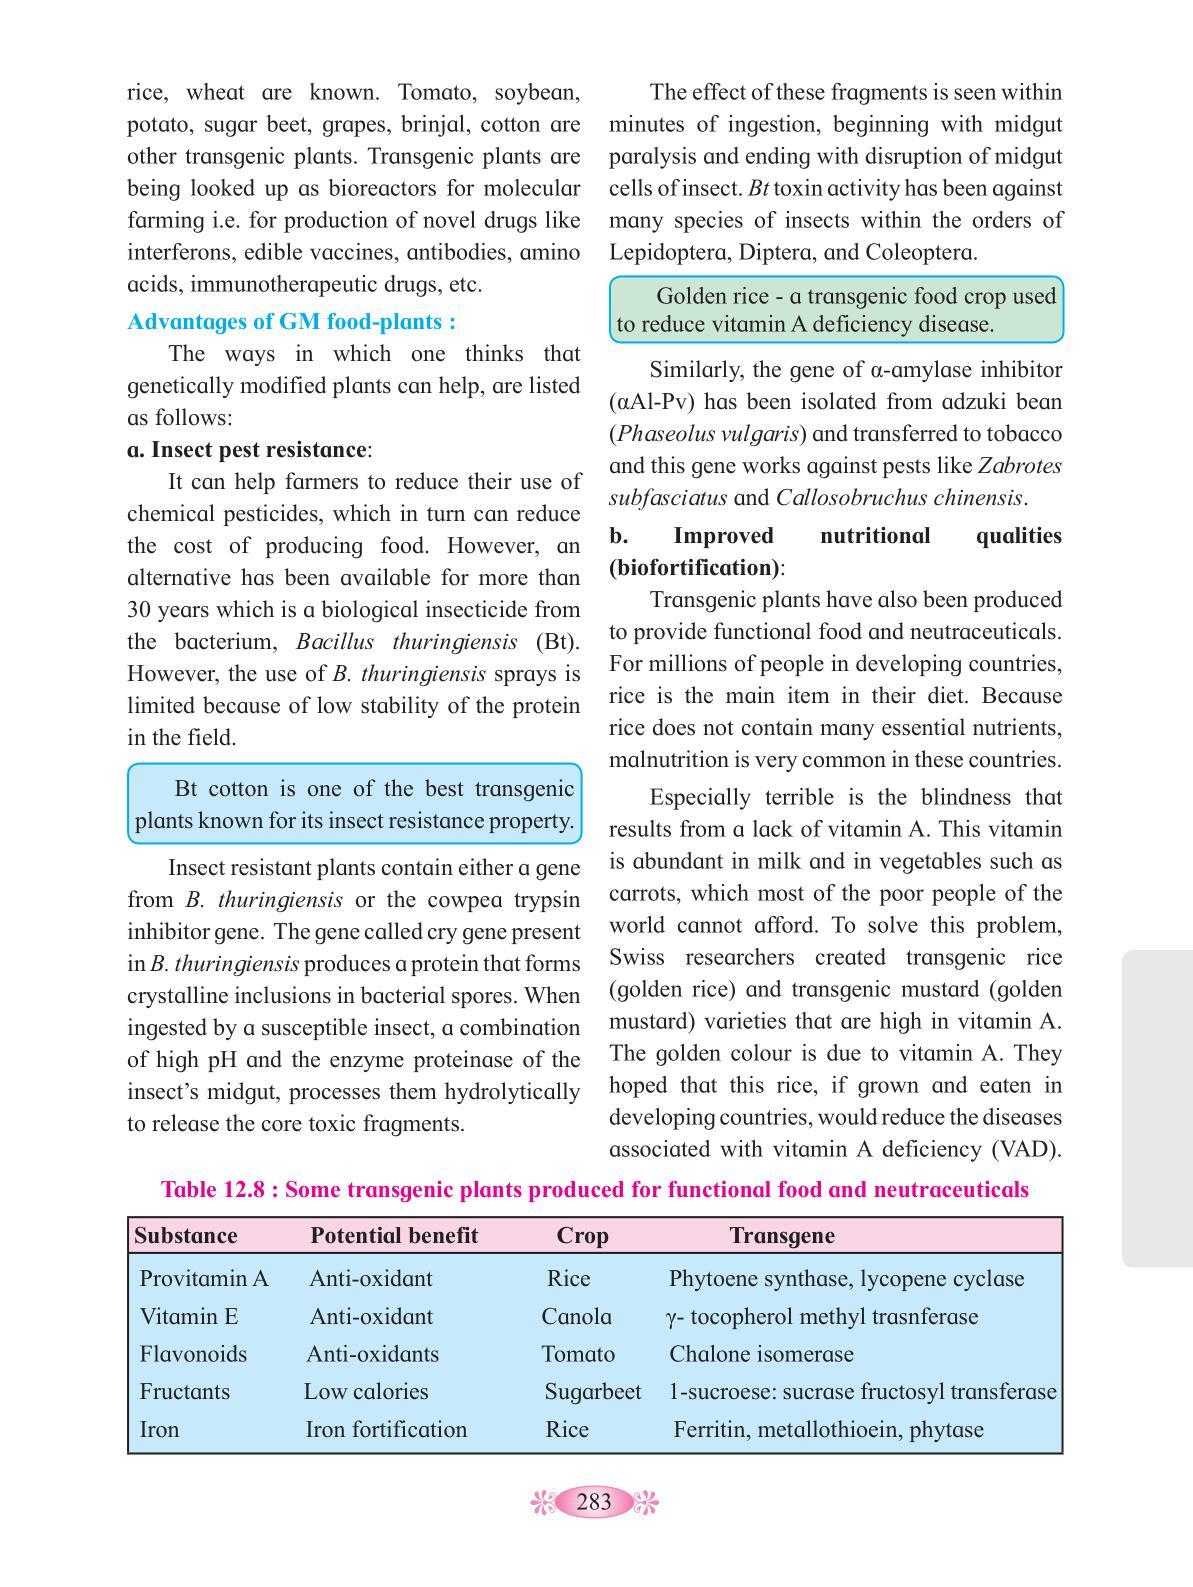 rice, wheat are known. Tomato, soybean,
potato, sugar beet, grapes, brinjal, cotton are
other transgenic plants. Transgenic plants are
being looked up as bioreactors for molecular
farming i.e. for production of novel drugs like
interferons, edible vaccines, antibodies, amino
acids, immunotherapeutic drugs, etc.
Advantages of GM food-plants :
The ways in which one thinks that
genetically modified plants can help, are listed
as follows:
a. Insect pest resistance:
It can help farmers to reduce their use of
chemical pesticides, which in turn can reduce
the cost of producing food. However, an
alternative has been available for more than
30 years which is a biological insecticide from
the bacterium, Bacillus thuringiensis (Bt).
However, the use of B. thuringiensis sprays is
limited because of low stability of the protein
in the field.
Bt cotton is one of the best transgenic
plants known for its insect resistance property.
Insect resistant plants contain either a gene
from B. thuringiensis or the cowpea trypsin
inhibitor gene. The gene called cry gene present
in B. thuringiensis produces a protein that forms
crystalline inclusions in bacterial spores. When
ingested by a susceptible insect, a combination
of high pH and the enzyme proteinase of the
insect’s midgut, processes them hydrolytically
to release the core toxic fragments.
The effect of these fragments is seen within
minutes of ingestion, beginning with midgut
paralysis and ending with disruption of midgut
cells of insect. Bt toxin activity has been against
many species of insects within the orders of
Lepidoptera, Diptera, and Coleoptera.
Golden rice - a transgenic food crop used
to reduce vitamin A deficiency disease.
Similarly, the gene of α-amylase inhibitor
(αAl-Pv) has been isolated from adzuki bean
(Phaseolus vulgaris) and transferred to tobacco
and this gene works against pests like Zabrotes
subfasciatus and Callosobruchus chinensis.
b. Improved nutritional qualities
(biofortification):
Transgenic plants have also been produced
to provide functional food and neutraceuticals.
For millions of people in developing countries,
rice is the main item in their diet. Because
rice does not contain many essential nutrients,
malnutrition is very common in these countries.
Especially terrible is the blindness that
results from a lack of vitamin A. This vitamin
is abundant in milk and in vegetables such as
carrots, which most of the poor people of the
world cannot afford. To solve this problem,
Swiss researchers created transgenic rice
(golden rice) and transgenic mustard (golden
mustard) varieties that are high in vitamin A.
The golden colour is due to vitamin A. They
hoped that this rice, if grown and eaten in
developing countries, would reduce the diseases
associated with vitamin A deficiency (VAD).
Table 12.8 : Some transgenic plants produced for functional food and neutraceuticals
Substance Potential benefit Crop Transgene
Provitamin A Anti-oxidant Rice Phytoene synthase, lycopene cyclase
Vitamin E Anti-oxidant Canola γ- tocopherol methyl trasnferase
Flavonoids Anti-oxidants Tomato Chalone isomerase
Fructants Low calories Sugarbeet 1-sucroese: sucrase fructosyl transferase
Iron Iron fortification Rice Ferritin, metallothioein, phytase
283